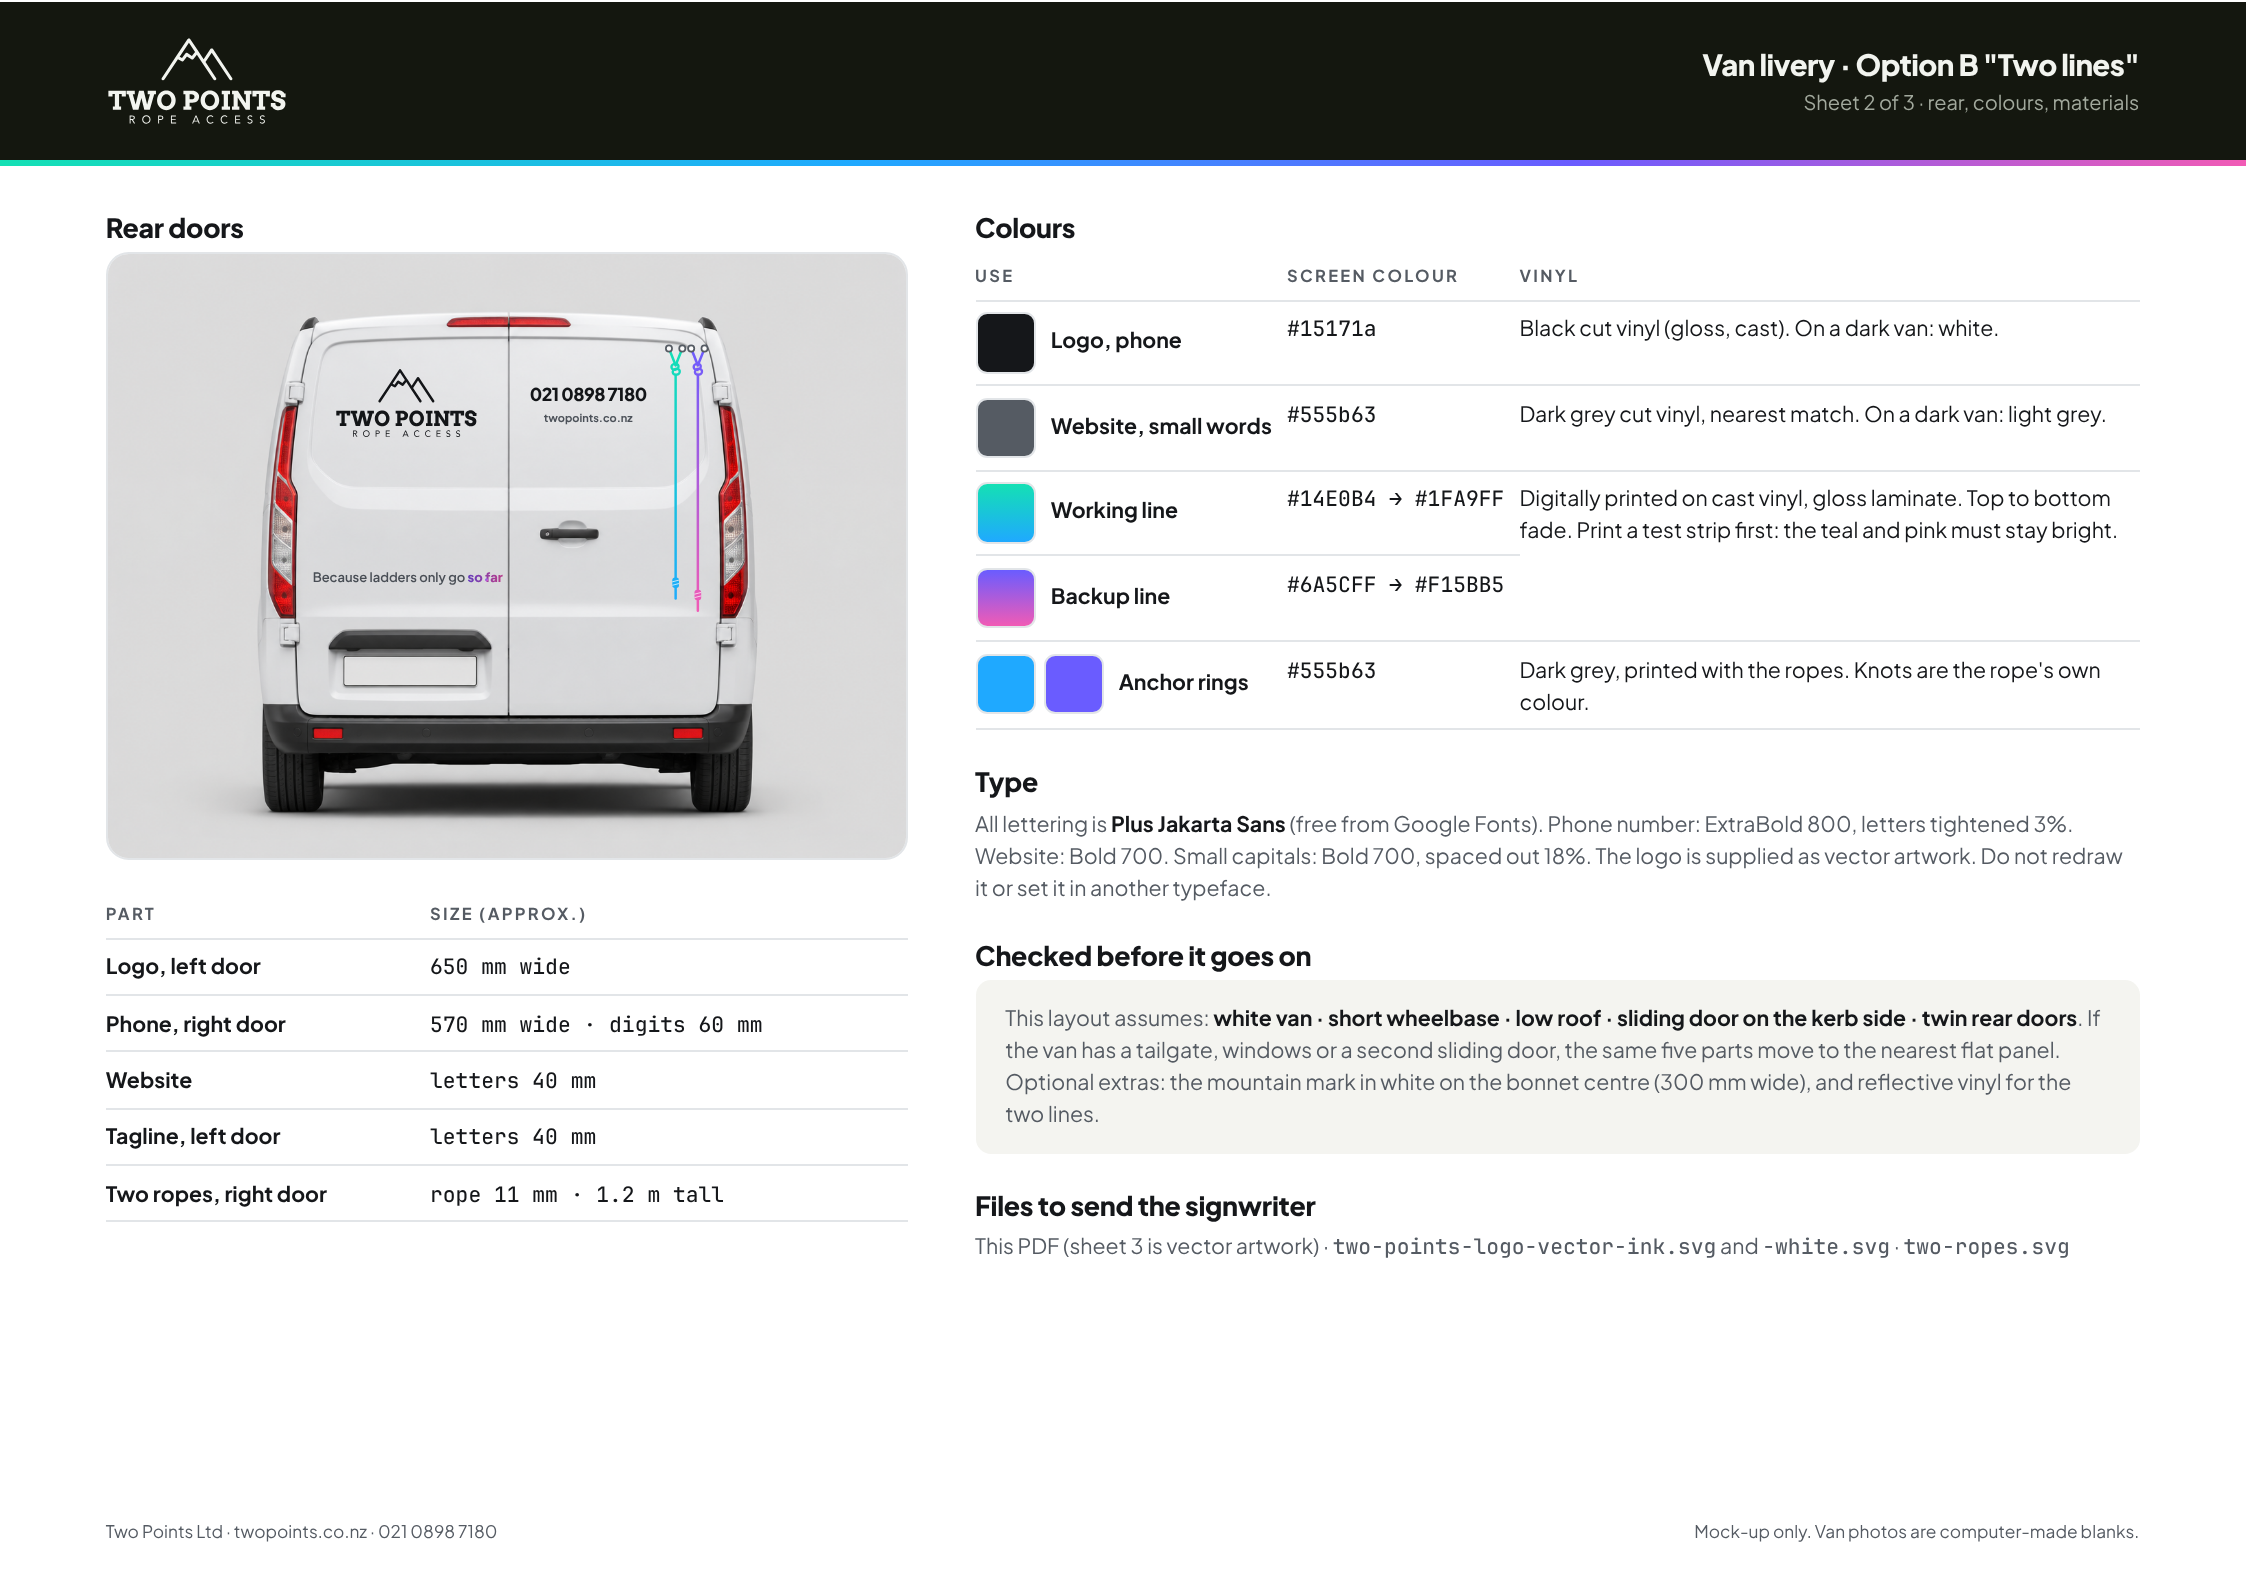 TWO POINTS
ROPE ACCESS
Van livery · Option B "Two lines"
Sheet 2 of 3 · rear, colours, materials
Rear doors
TWO POINTS
ROPE ACCESS
021 0898 7180
twopoints.co.nz
Because ladders only go so far
PART SIZE (APPROX.)
Logo, left door 650 mm wide
Phone, right door 570 mm wide · digits 60 mm
Website letters 40 mm
Tagline, left door letters 40 mm
Two ropes, right door rope 11 mm · 1.2 m tall
Colours
USE SCREEN COLOUR VINYL
Logo, phone #15171a Black cut vinyl (gloss, cast). On a dark van: white.
Website, small words #555b63 Dark grey cut vinyl, nearest match. On a dark van: light grey.
Working line #14E0B4 → #1FA9FF Digitally printed on cast vinyl, gloss laminate. Top to bottom
fade. Print a test strip first: the teal and pink must stay bright.
Backup line #6A5CFF → #F15BB5
Anchor rings #555b63 Dark grey, printed with the ropes. Knots are the rope's own
colour.
Type
All lettering is Plus Jakarta Sans (free from Google Fonts). Phone number: ExtraBold 800, letters tightened 3%.
Website: Bold 700. Small capitals: Bold 700, spaced out 18%. The logo is supplied as vector artwork. Do not redraw
it or set it in another typeface.
Checked before it goes on
This layout assumes: white van · short wheelbase · low roof · sliding door on the kerb side · twin rear doors. If
the van has a tailgate, windows or a second sliding door, the same five parts move to the nearest flat panel.
Optional extras: the mountain mark in white on the bonnet centre (300 mm wide), and reflective vinyl for the
two lines.
Files to send the signwriter
This PDF (sheet 3 is vector artwork) · two-points-logo-vector-ink.svg and -white.svg · two-ropes.svg
Two Points Ltd · twopoints.co.nz · 021 0898 7180
Mock-up only. Van photos are computer-made blanks.